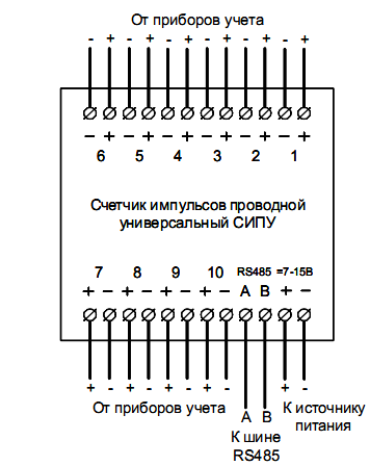 От приборов учета
- + - + - + - + - + - +
- + - + - + - + - + - +
6 5 4 3 2 1
Счетчик импульсов проводной
универсальный СИПУ
7 8 9 10 RS485 =7-15В
+ - + - + - + - A B + -
+ - + - + - + - + -
От приборов учета A B К источнику
питания
К шине
RS485